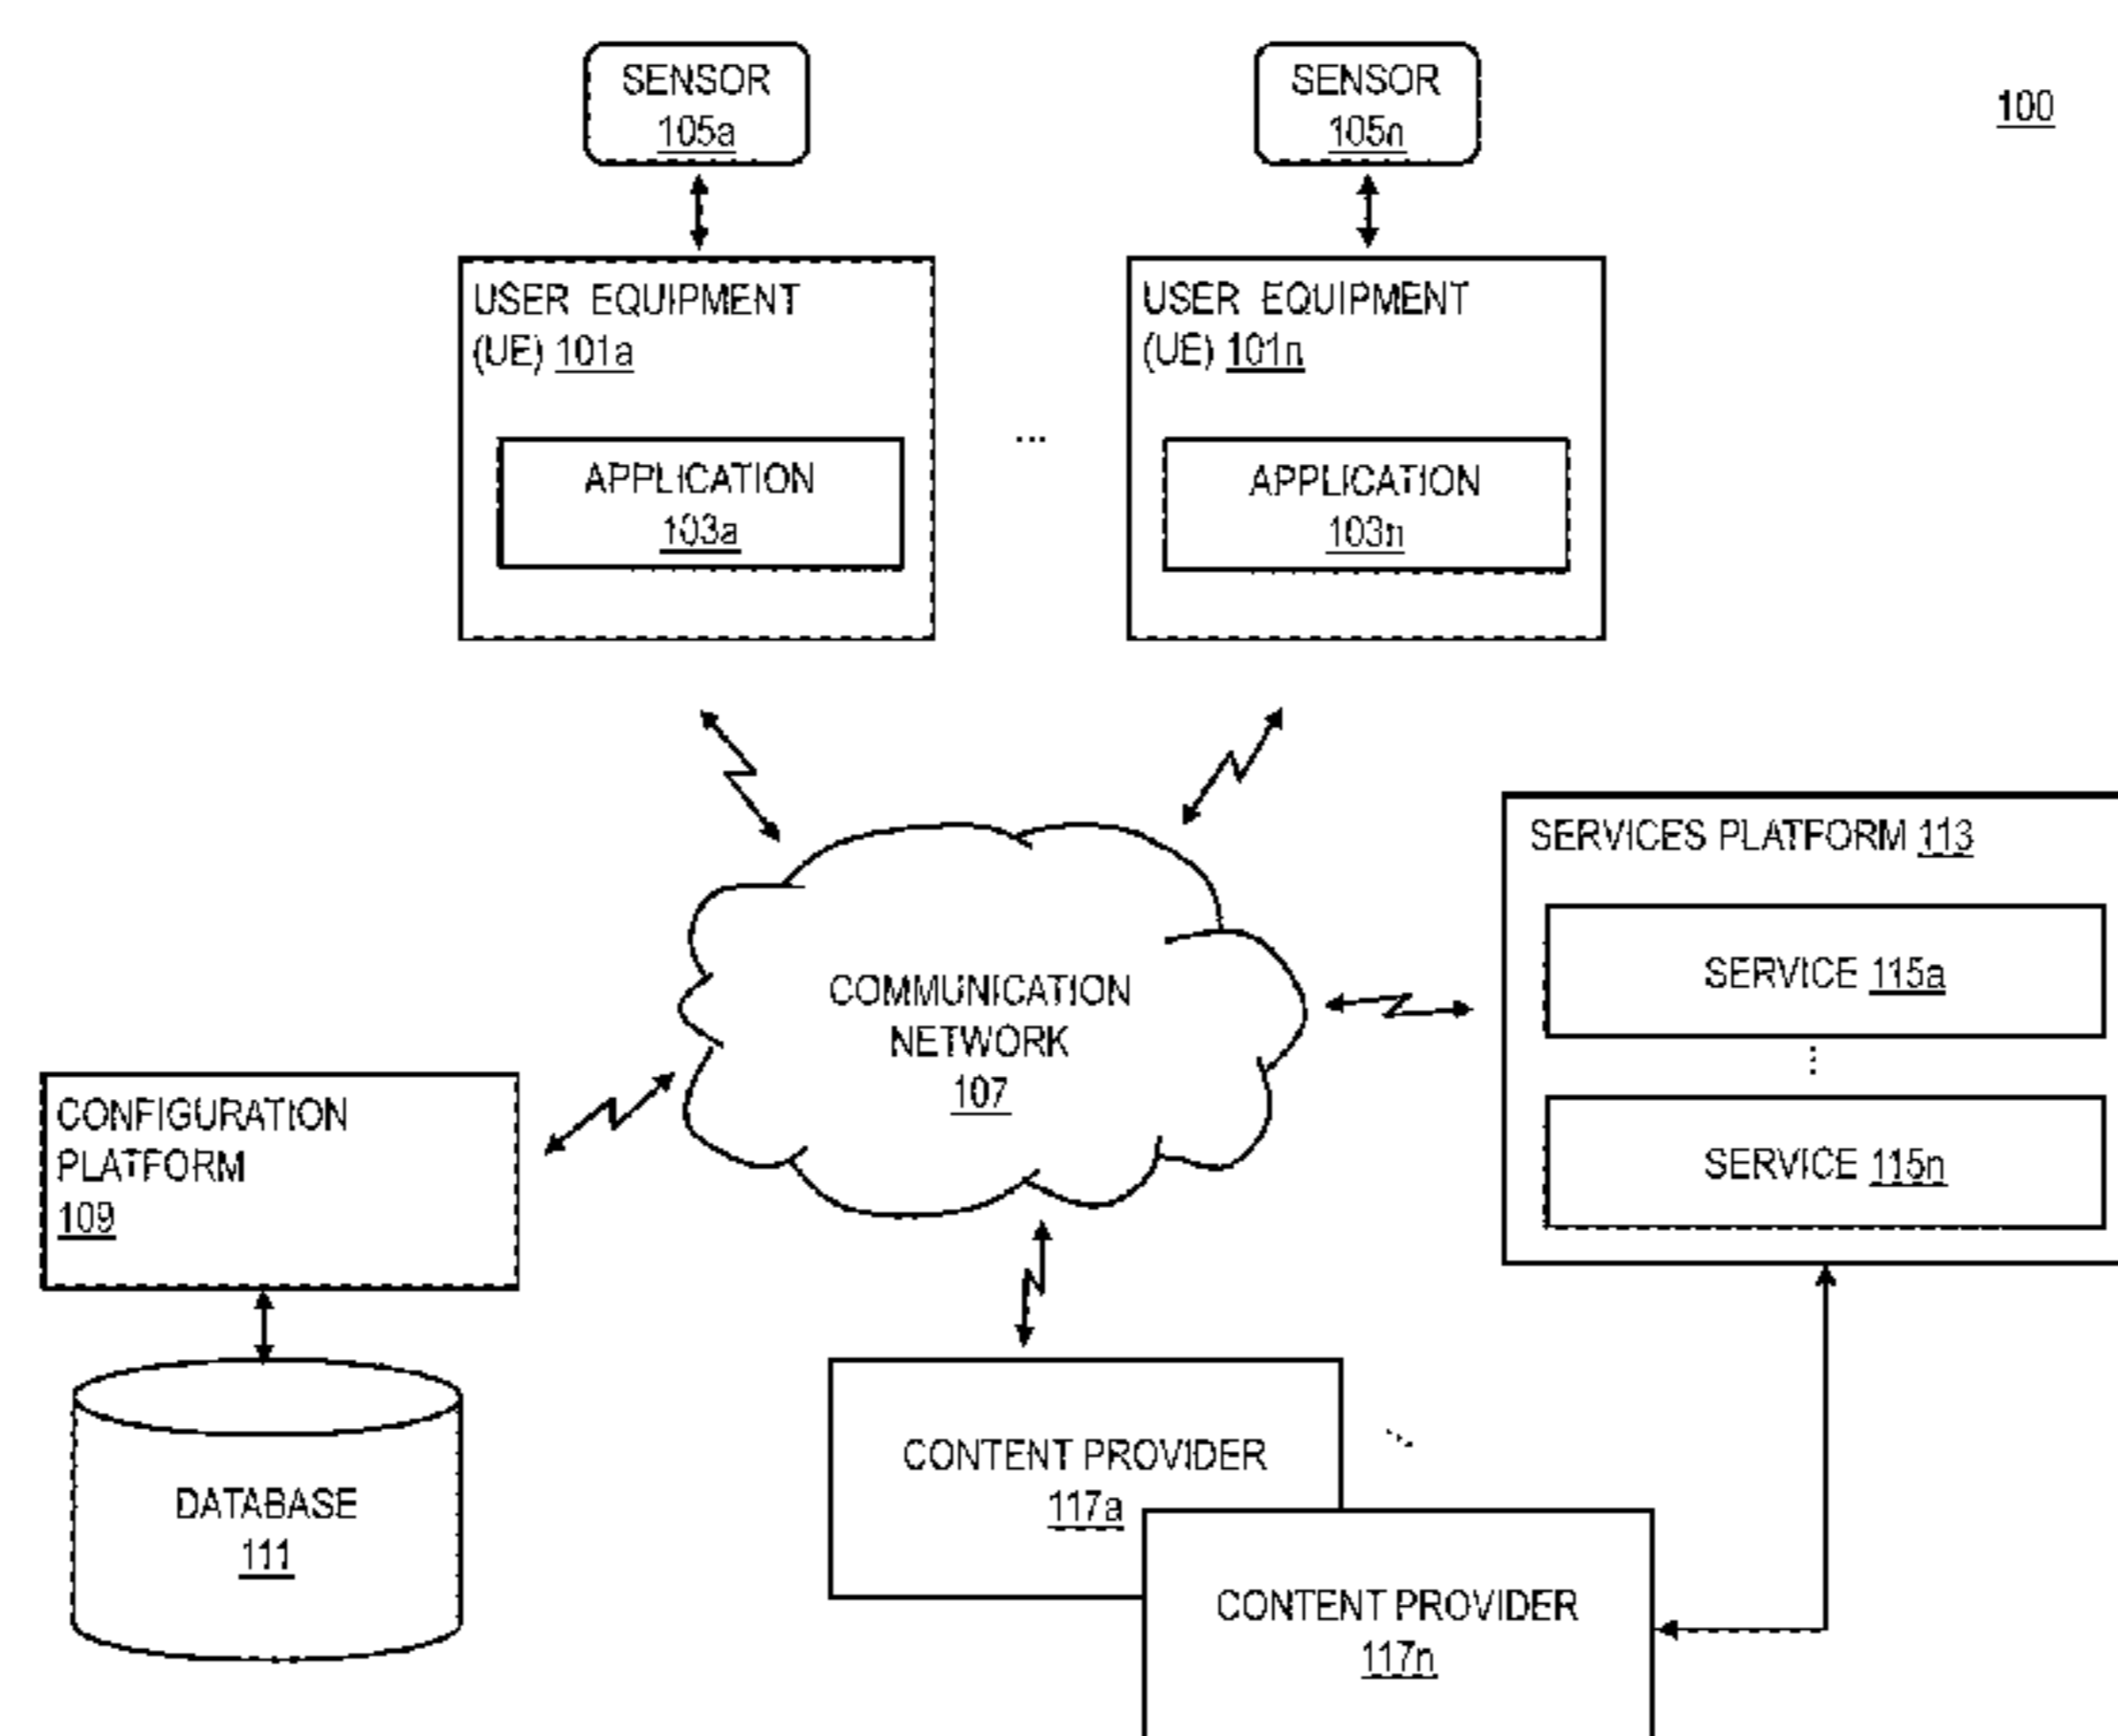 SENSOR
105a
SENSOR
105n
100
USER EQUIPMENT
(UE) 101a
APPLICATION
103a
...
USER EQUIPMENT
(UE) 101n
APPLICATION
103n
COMMUNICATION
NETWORK
107
SERVICES PLATFORM 113
SERVICE 115a
...
SERVICE 115n
CONFIGURATION
PLATFORM
109
DATABASE
111
CONTENT PROVIDER
117a
...
CONTENT PROVIDER
117n